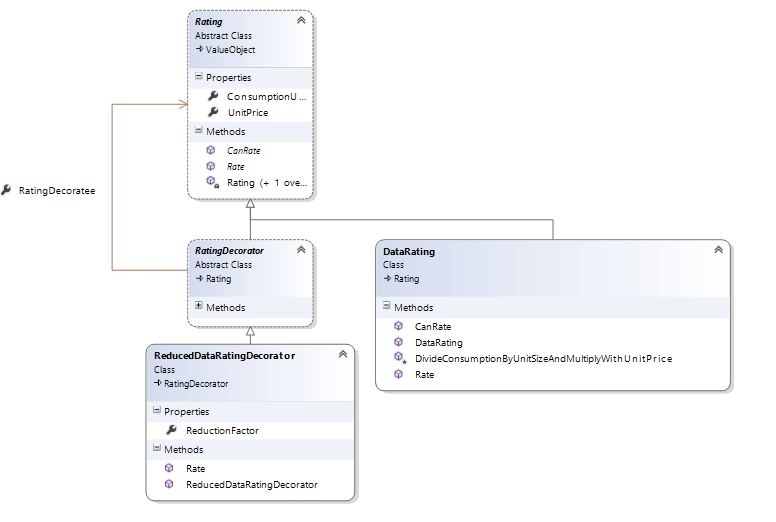 Rating
Abstract Class
ValueObject
Properties
ConsumptionU...
UnitPrice
Methods
CanRate
Rate
Rating (+ 1 ove...
RatingDecoratee
RatingDecorator
Abstract Class
Rating
Methods
DataRating
Class
Rating
Methods
CanRate
DataRating
DivideConsumptionByUnitSizeAndMultiplyWithUnitPrice
Rate
ReducedDataRatingDecorator
Class
RatingDecorator
Properties
ReductionFactor
Methods
Rate
ReducedDataRatingDecorator